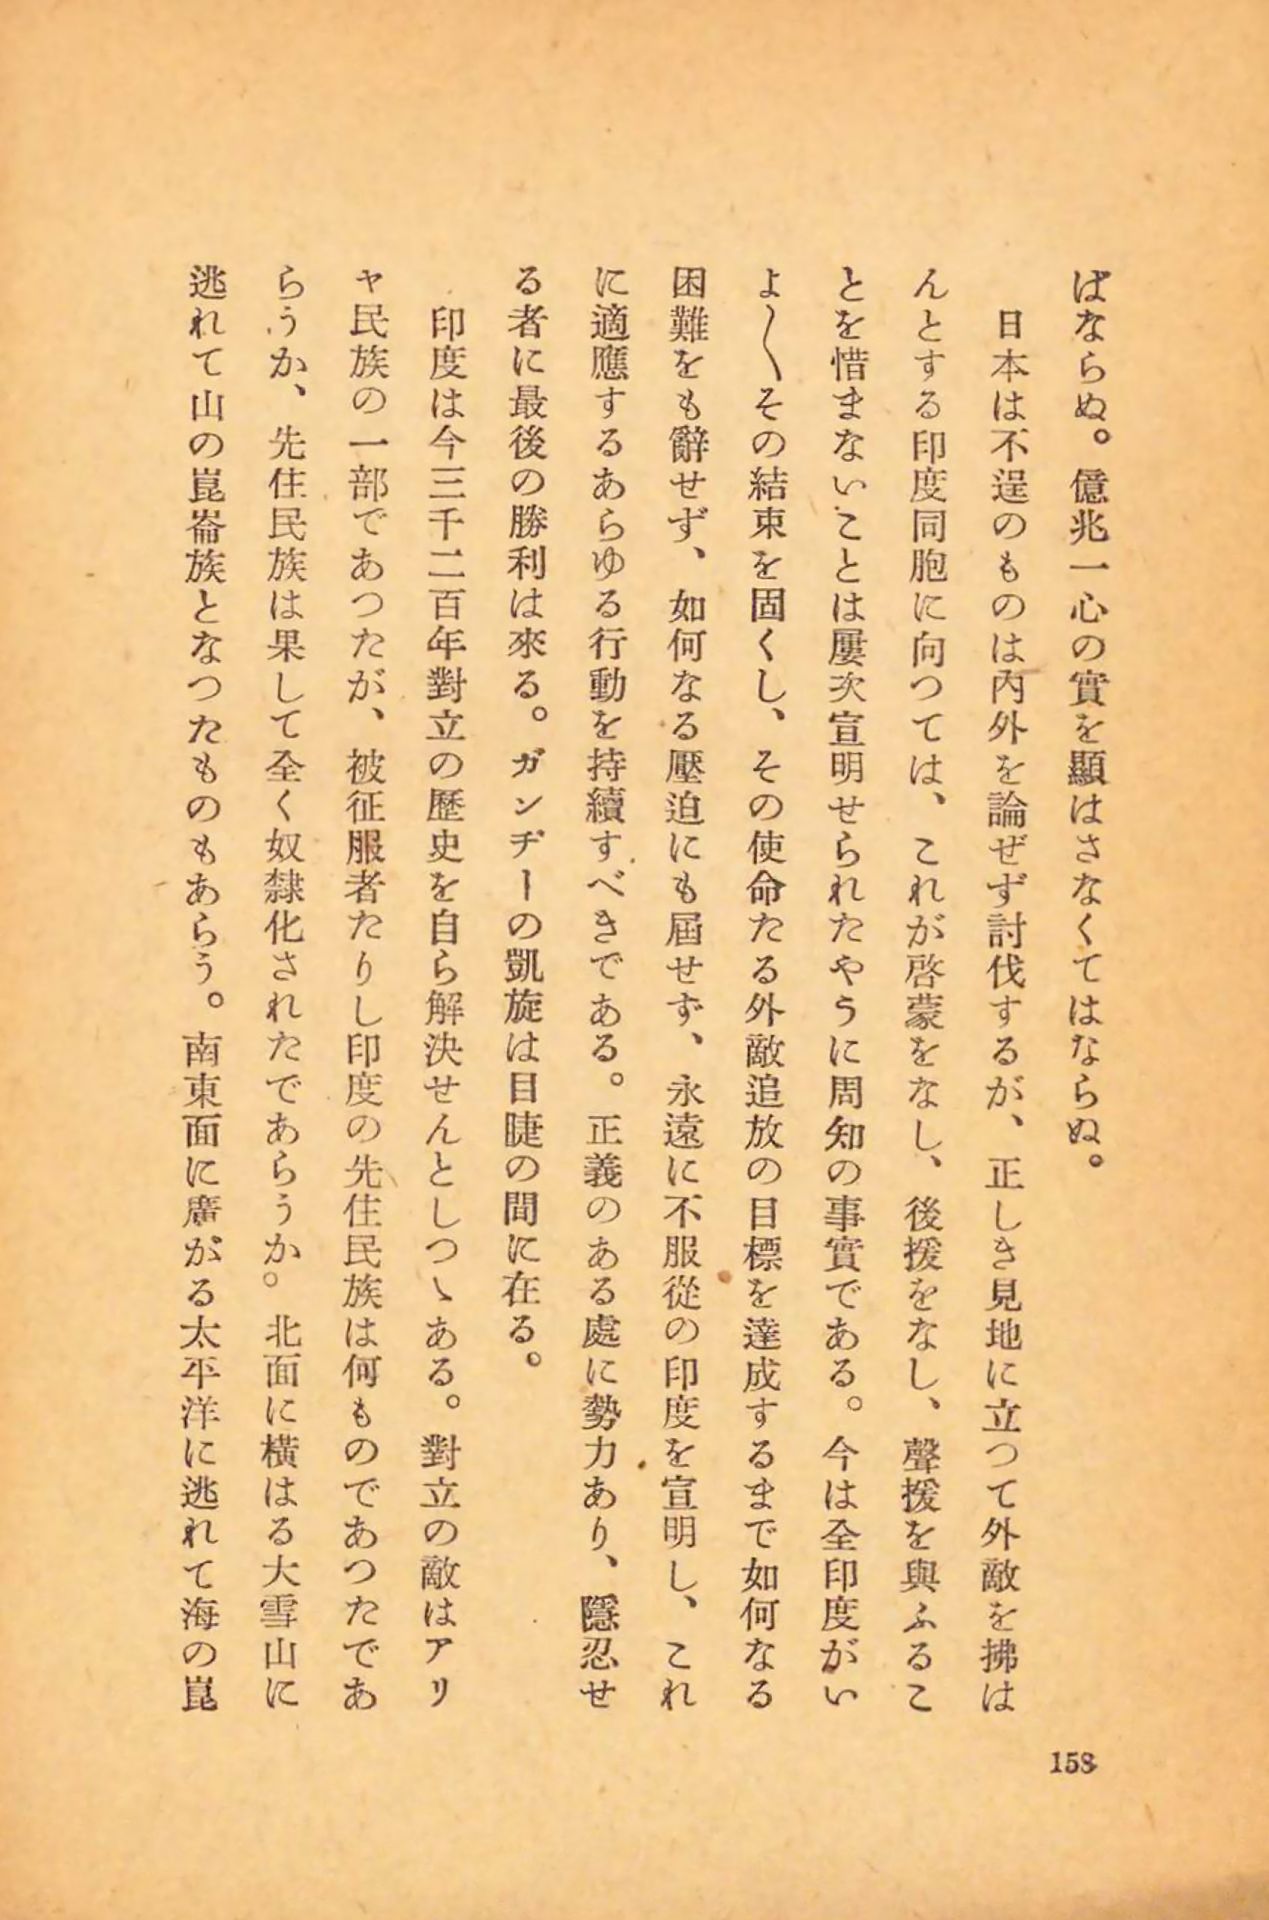 ばならぬ。億兆一心の實を顯はさなくてはならぬ。
日本は不逞のものは內外を論ぜず討伐するが、正しき見地に立つて外敵を拂は
んとする印度同胞に向つては、これが啓蒙をなし、後援をなし、聲援を與ふるこ
とを惜まないことは屢次宣明せられたやうに周知の事實である。今は全印度がい
よ〳〵その結束を固くし、その使命たる外敵追放の目標を達成するまで如何なる
困難をも辭せず、如何なる壓迫にも屆せず、永遠に不服從の印度を宣明し、これ
に適應するあらゆる行動を持續すべきである。正義のある處に勢力あり、隱忍せ
る者に最後の勝利は來る。ガンヂーの凱旋は目睫の間に在る。
印度は今三千二百年對立の歷史を自ら解決せんとしつゝある。對立の敵はアリ
ヤ民族の一部であつたが、被征服者たりし印度の先住民族は何ものであつたであ
らうか、先住民族は果して全く奴隸化されたであらうか。北面に橫はる大雪山に
逃れて山の崑崙族となつたものもあらう。南東面に廣がる太平洋に逃れて海の崑
158